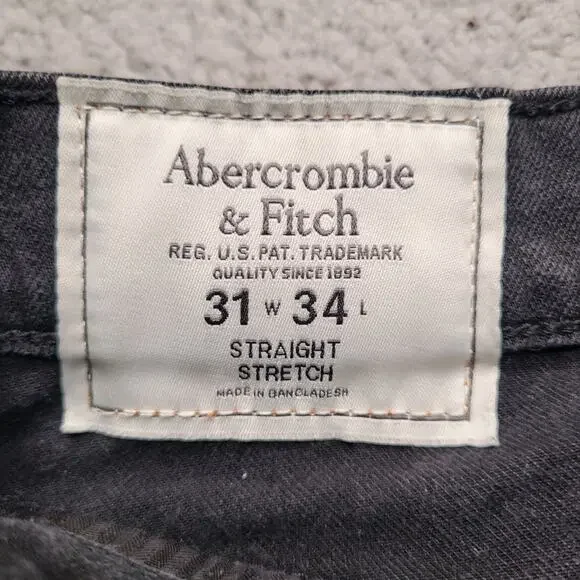 Abercrombie
& Fitch
REG. U.S. PAT. TRADEMARK
QUALITY SINCE 1892
31 W 34 L
STRAIGHT
STRETCH
MADE IN BANGLADESH